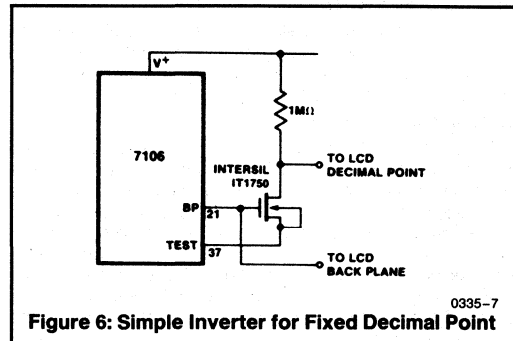 V+
1MΩ
7106
TO LCD
DECIMAL POINT
INTERSIL
IT1750
BP
21
TEST
37
TO LCD
BACK PLANE
0335-7
Figure 6: Simple Inverter for Fixed Decimal Point